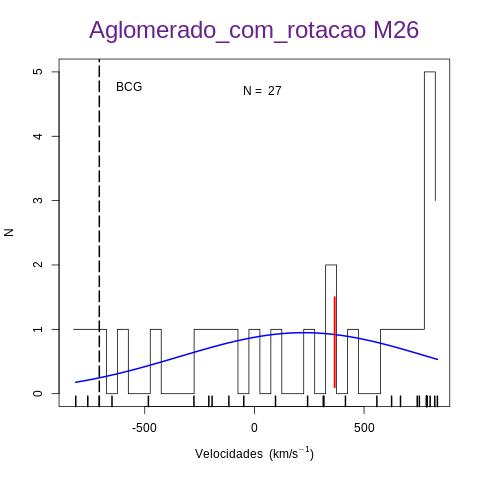 Aglomerado_com_rotacao M26
BCG
N = 27
5
4
3
2
1
0
N
-500 0 500
Velocidades (km/s⁻¹)